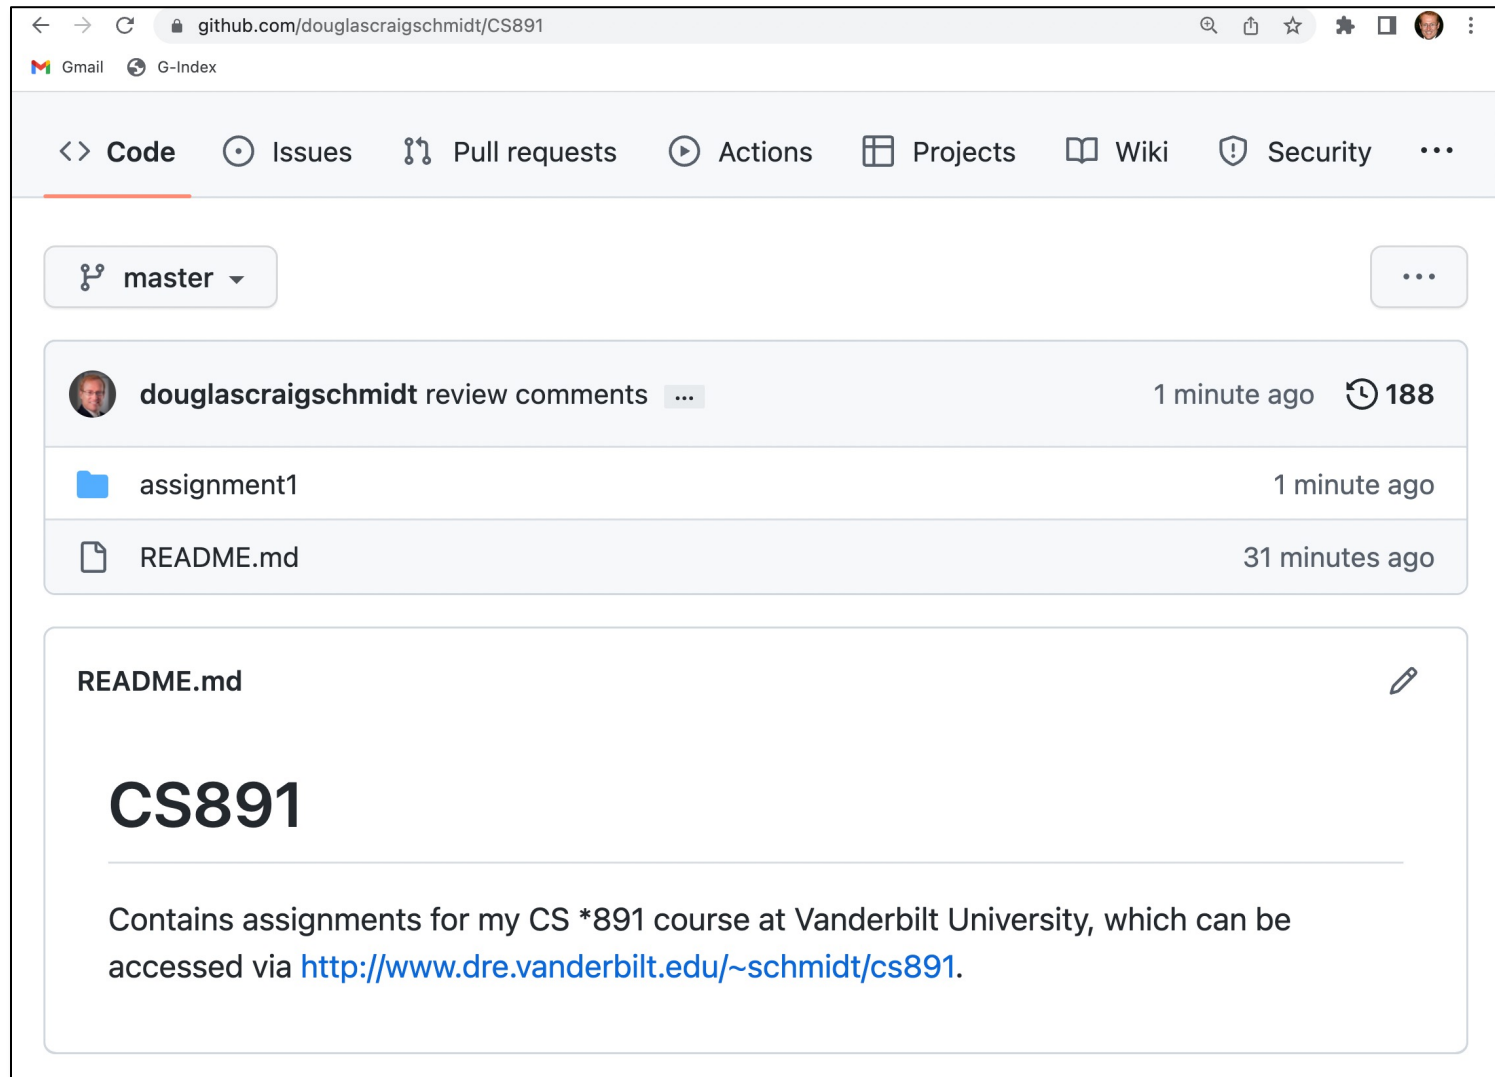 github.com/douglascraigschmidt/CS891
Gmail G-Index
Code Issues Pull requests Actions Projects Wiki Security
master
douglascraigschmidt review comments ... 1 minute ago 188
assignment1 1 minute ago
README.md 31 minutes ago
README.md
CS891
Contains assignments for my CS *891 course at Vanderbilt University, which can be
accessed via http://www.dre.vanderbilt.edu/~schmidt/cs891.